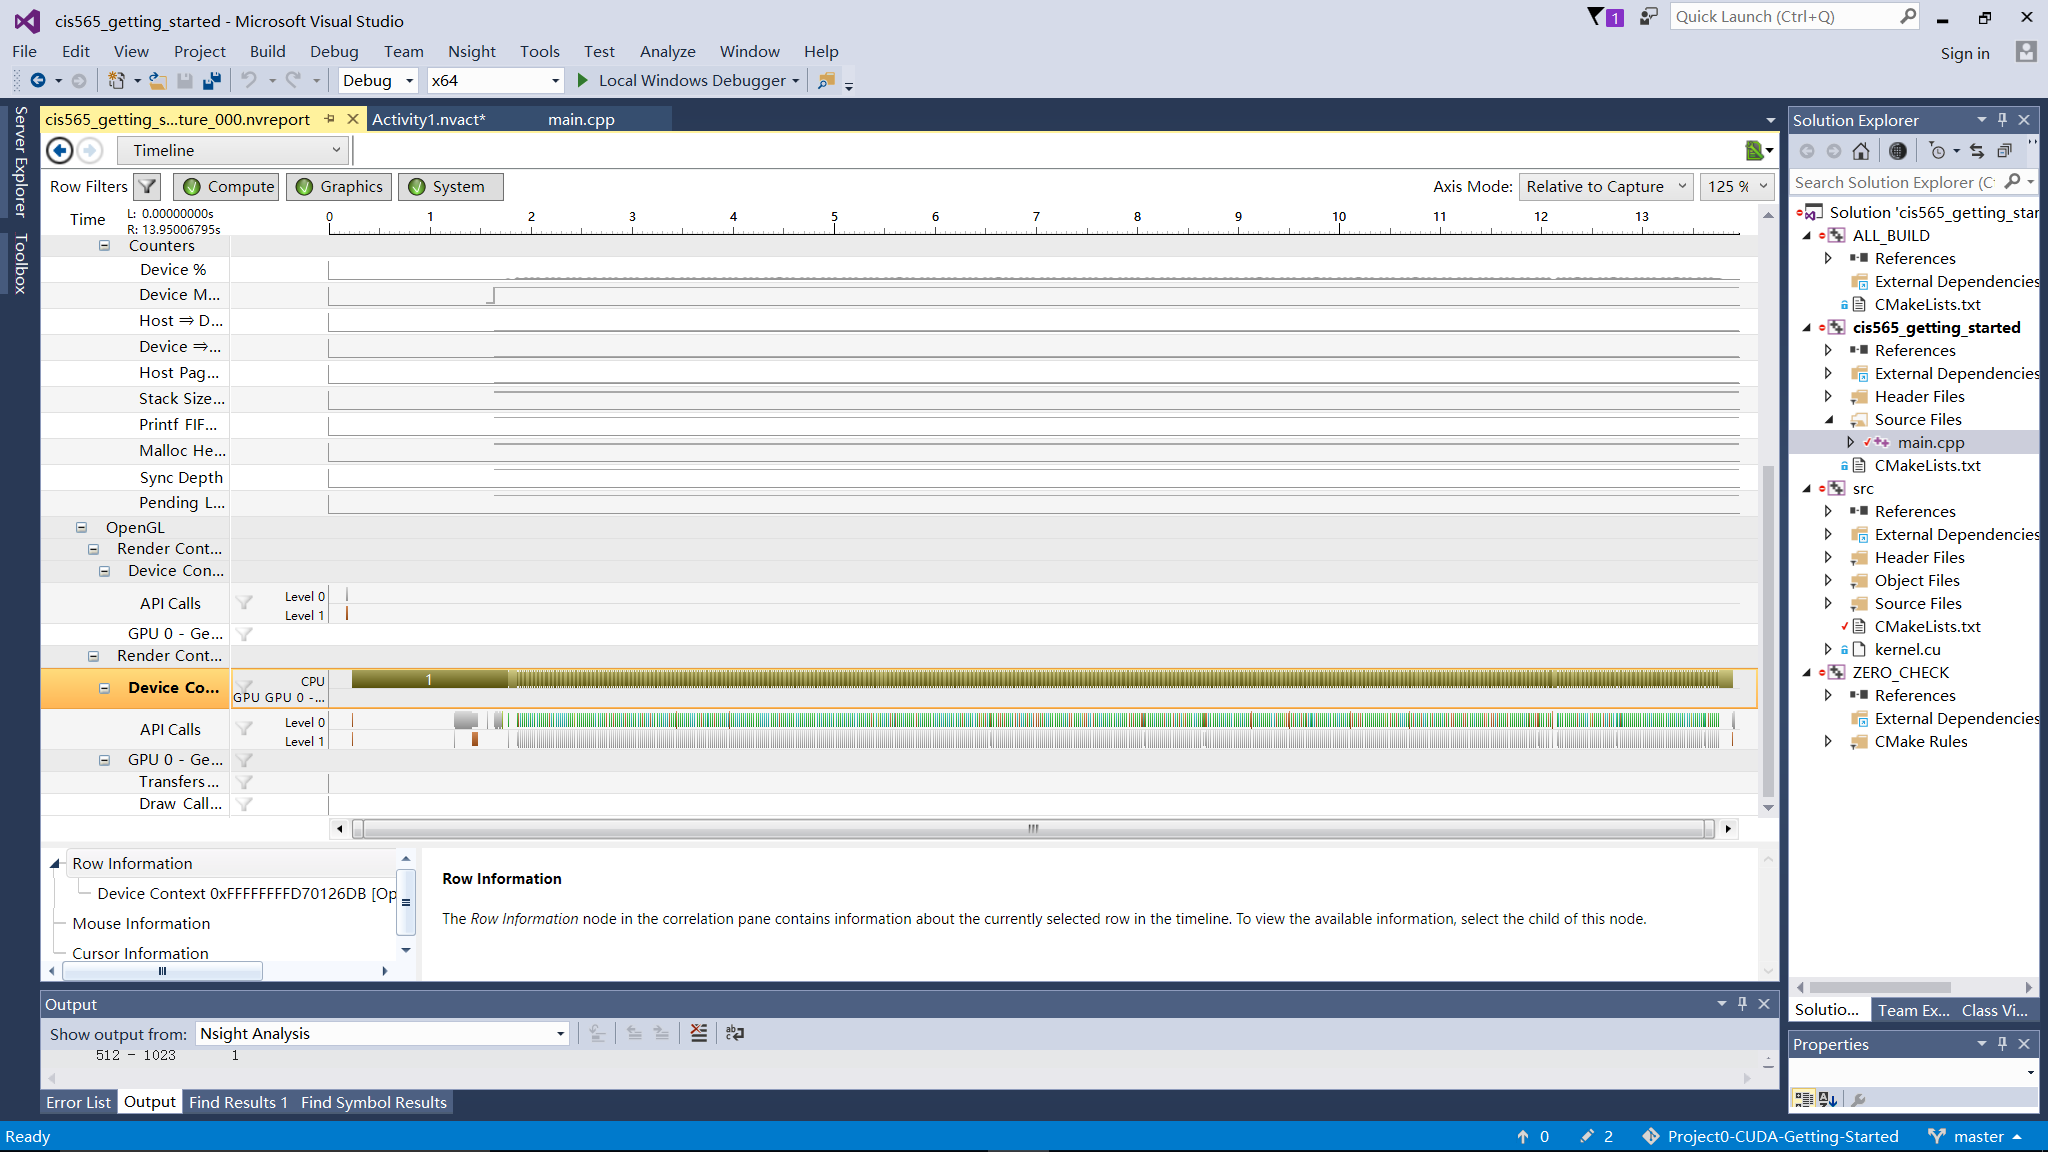 cis565_getting_started - Microsoft Visual Studio
1
Quick Launch (Ctrl+Q)
File Edit View Project Build Debug Team Nsight Tools Test Analyze Window Help
Sign in
Debug x64 Local Windows Debugger
Server Explorer
Toolbox
cis565_getting_s...ture_000.nvreport Activity1.nvact* main.cpp
Timeline
Row Filters Compute Graphics System Axis Mode: Relative to Capture 125 %
Time L: 0.00000000s
R: 13.95006795s
0 1 2 3 4 5 6 7 8 9 10 11 12 13
Counters
Device %
Device M...
Host ⇒ D...
Device ⇒...
Host Pag...
Stack Size...
Printf FIF...
Malloc He...
Sync Depth
Pending L...
OpenGL
Render Cont...
Device Con...
API Calls Level 0
Level 1
GPU 0 - Ge...
Render Cont...
Device Co... CPU 1
GPU GPU 0 -...
API Calls Level 0
Level 1
GPU 0 - Ge...
Transfers...
Draw Call...
Row Information
Device Context 0xFFFFFFFFD70126DB [Op
Mouse Information
Cursor Information
Row Information
The Row Information node in the correlation pane contains information about the currently selected row in the timeline. To view the available information, select the child of this node.
Output
Show output from: Nsight Analysis
512 - 1023 1
Error List Output Find Results 1 Find Symbol Results
Solution Explorer
Search Solution Explorer (C
Solution 'cis565_getting_star
ALL_BUILD
References
External Dependencies
CMakeLists.txt
cis565_getting_started
References
External Dependencies
Header Files
Source Files
main.cpp
CMakeLists.txt
src
References
External Dependencies
Header Files
Object Files
Source Files
CMakeLists.txt
kernel.cu
ZERO_CHECK
References
External Dependencies
CMake Rules
Solutio... Team Ex... Class Vi...
Properties
Ready 0 2 Project0-CUDA-Getting-Started master